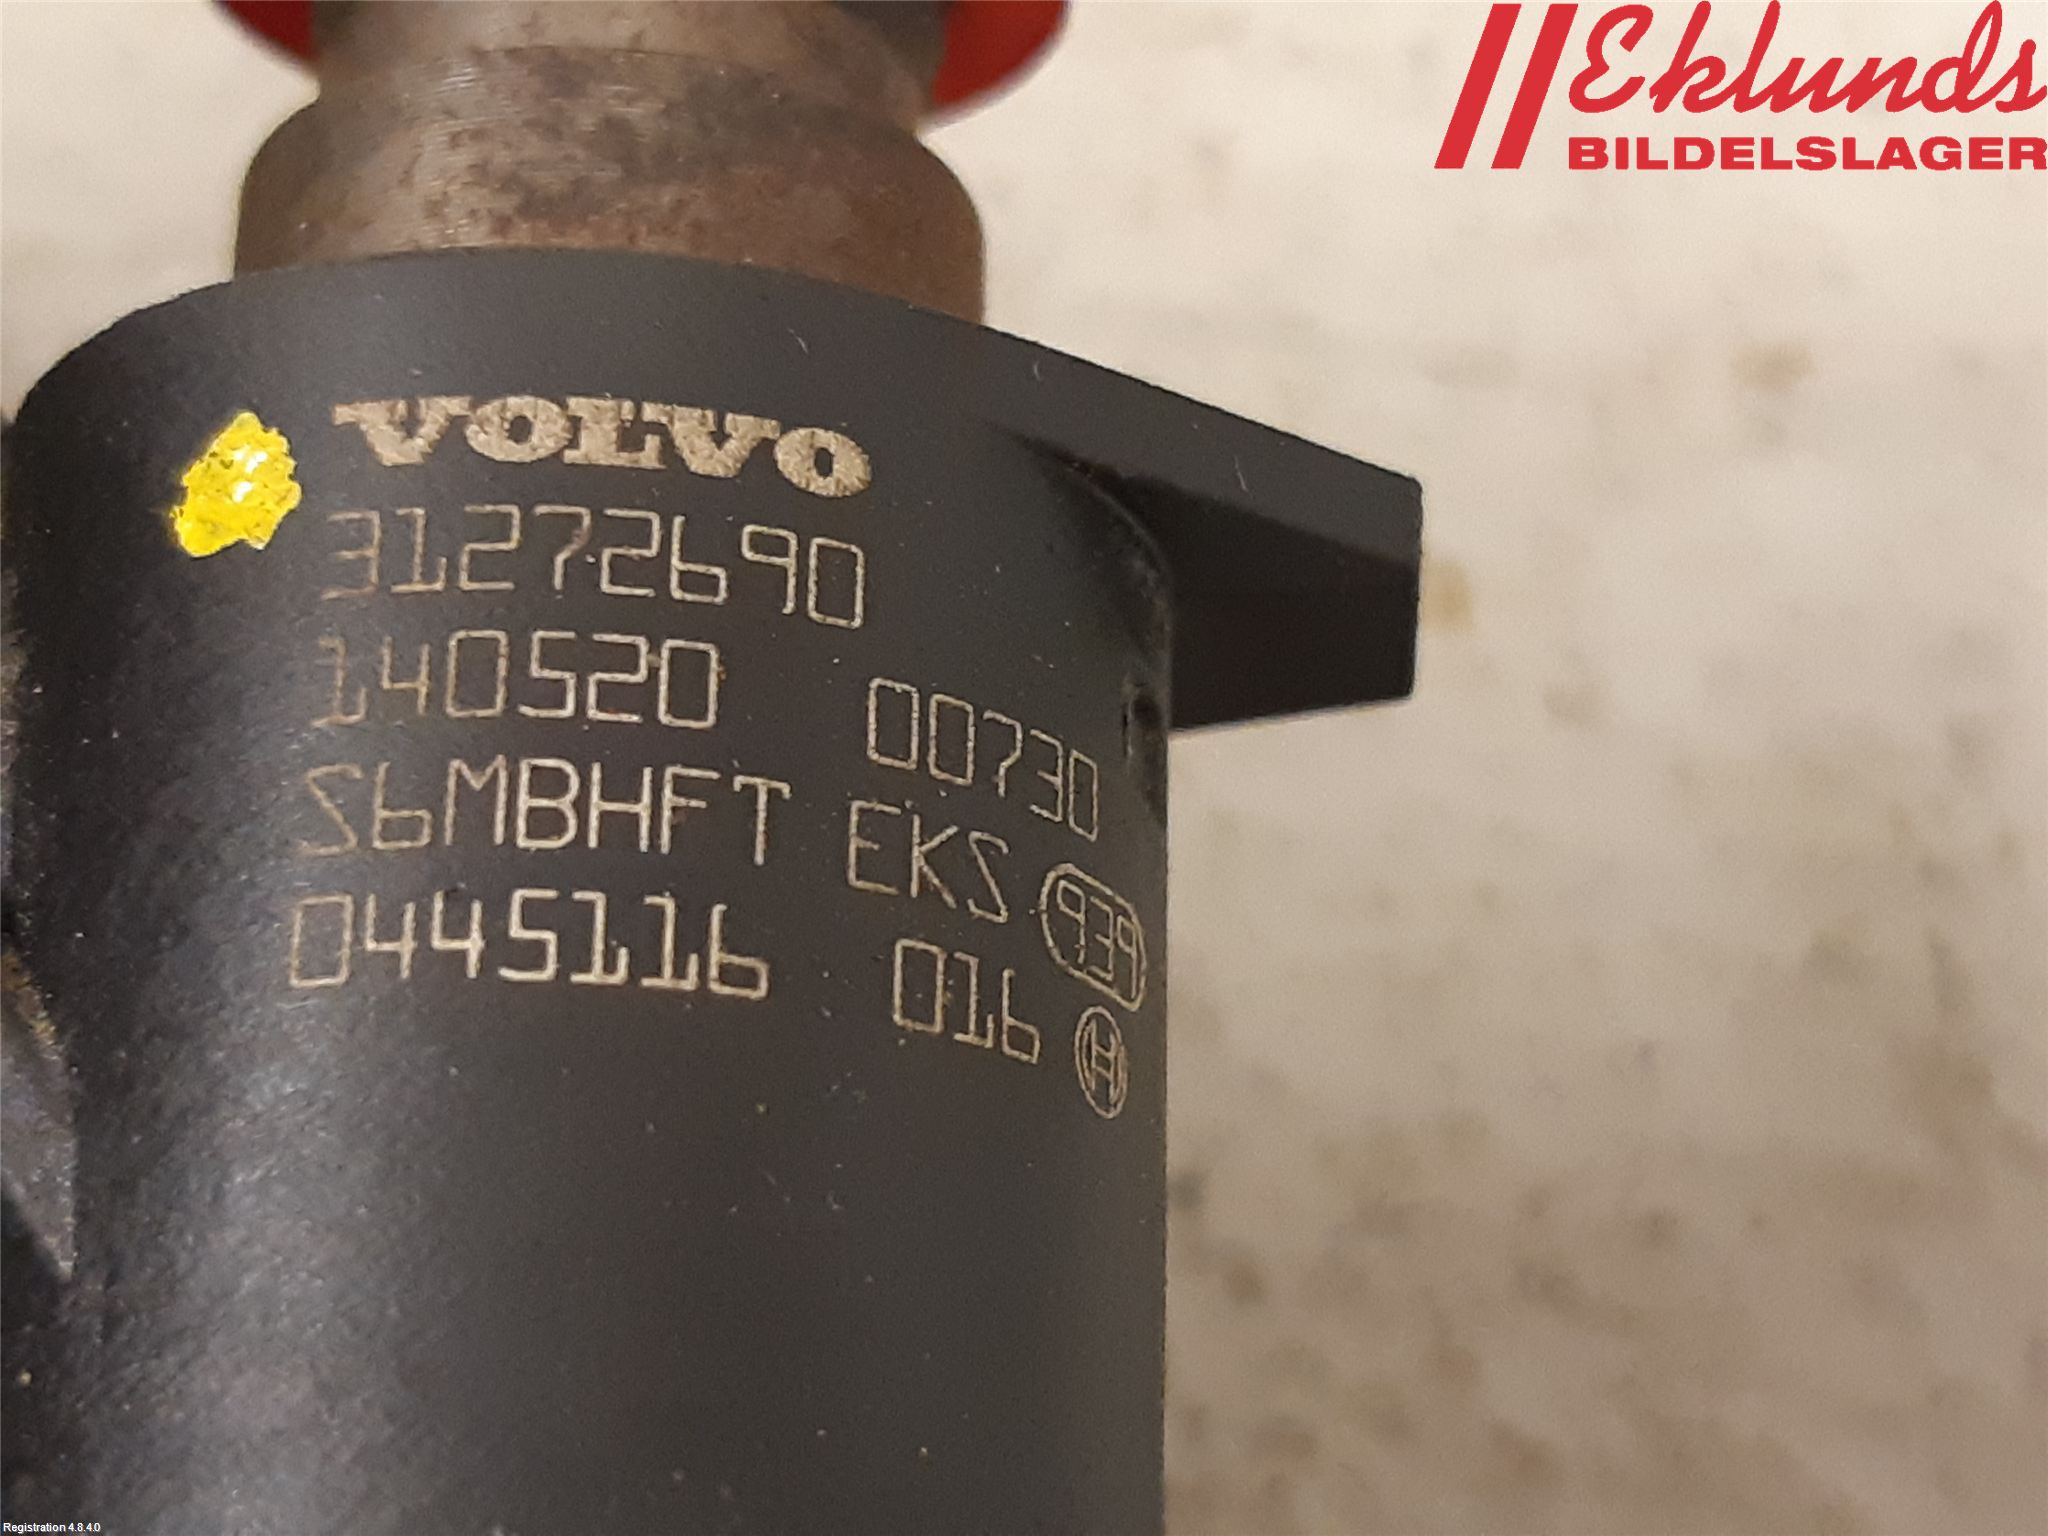 Eklunds
BILDELSLAGER
VOLVO
31272690
140520 00730
S6MBHFT EKS 939
0445116 016
Registration 4.8.4.0